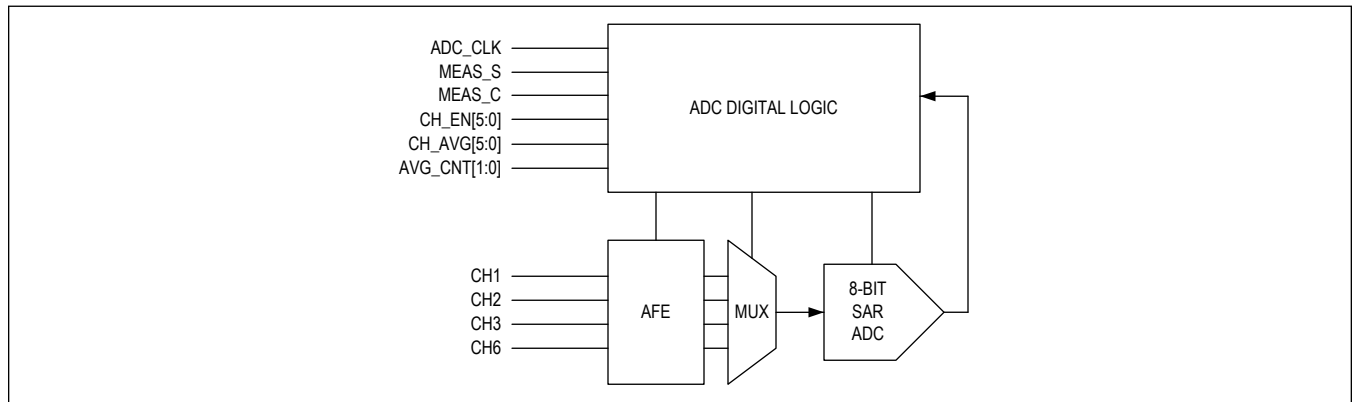 ADC_CLK
MEAS_S
MEAS_C
CH_EN[5:0]
CH_AVG[5:0]
AVG_CNT[1:0]
ADC DIGITAL LOGIC
CH1
CH2
CH3
CH6
AFE
MUX
8-BIT
SAR
ADC